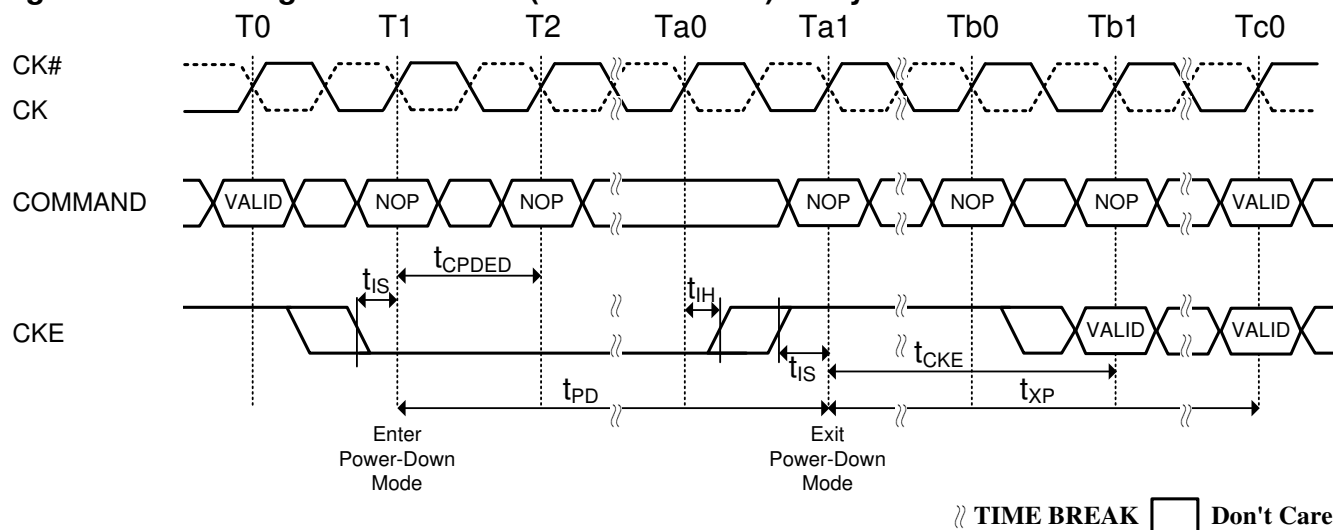 T0 T1 T2 Ta0 Ta1 Tb0 Tb1 Tc0
CK#
CK
COMMAND VALID NOP NOP NOP NOP NOP VALID
tIS tCPDED tIH
CKE VALID VALID
tIS tCKE
tPD tXP
Enter
Power-Down
Mode
Exit
Power-Down
Mode
TIME BREAK Don't Care